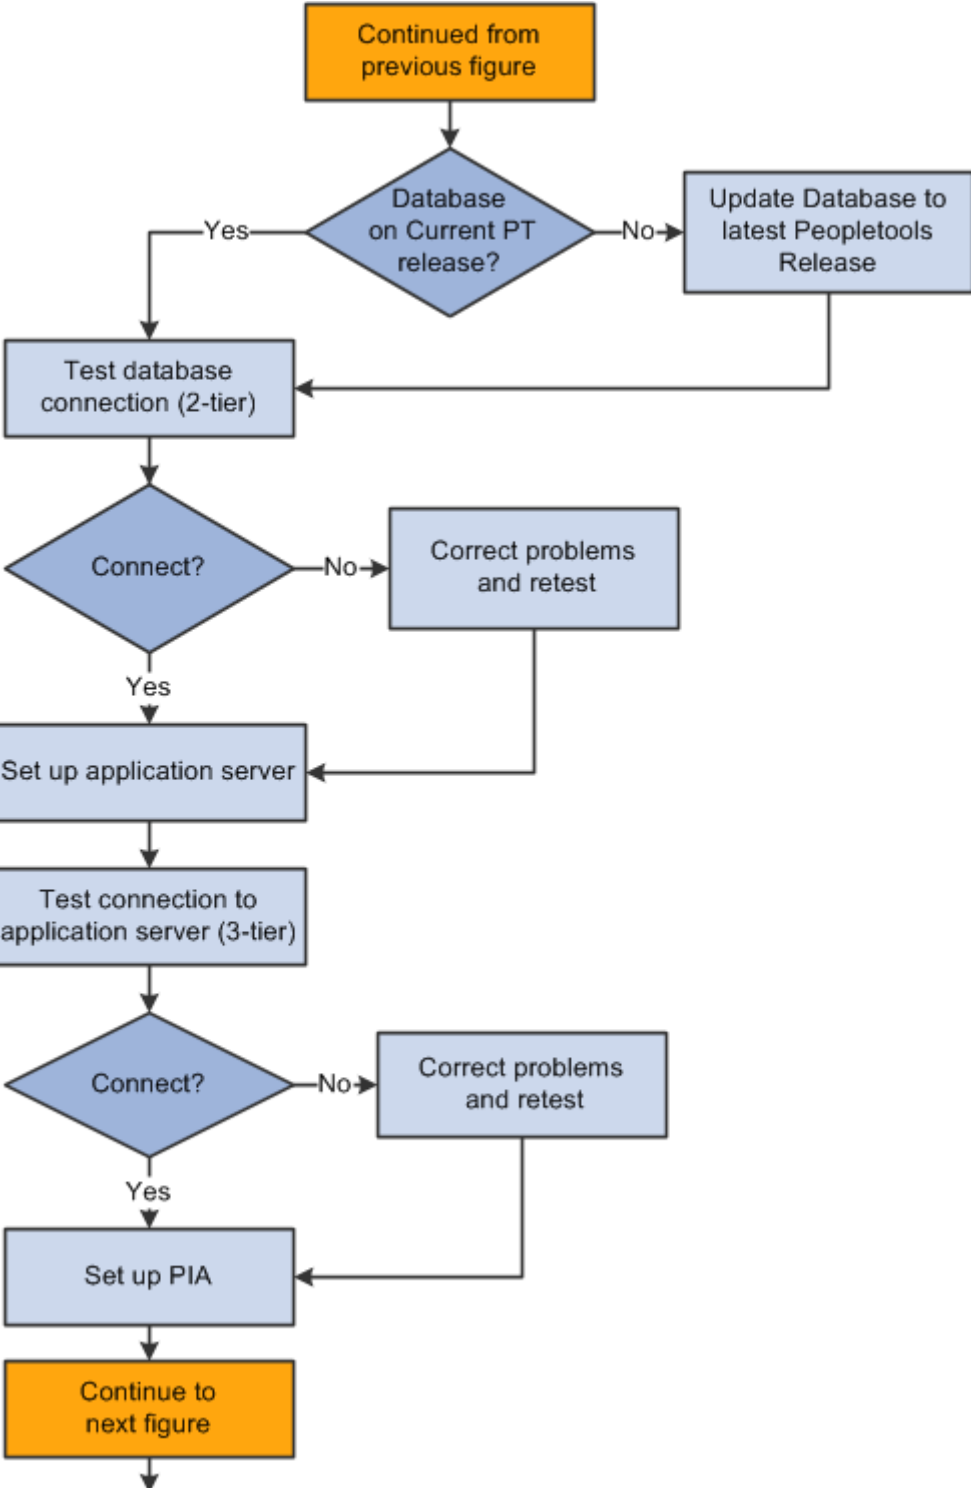 Continued from
previous figure
Database
on Current PT
release?
Yes
No
Update Database to
latest Peopletools
Release
Test database
connection (2-tier)
Connect?
No
Correct problems
and retest
Yes
Set up application server
Test connection to
application server (3-tier)
Connect?
No
Correct problems
and retest
Yes
Set up PIA
Continue to
next figure